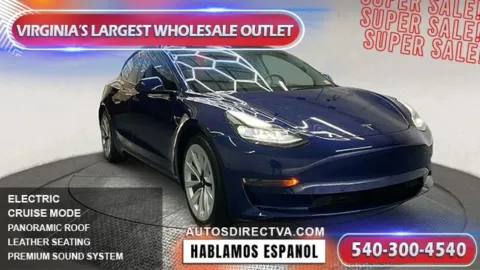 VIRGINIA'S LARGEST WHOLESALE OUTLET
SUPER SALE!
SUPER SALE!
SUPER SALE!
ELECTRIC
CRUISE MODE
PANORAMIC ROOF
LEATHER SEATING
PREMIUM SOUND SYSTEM
AUTOSDIRECTVA.COM
HABLAMOS ESPANOL
540-300-4540